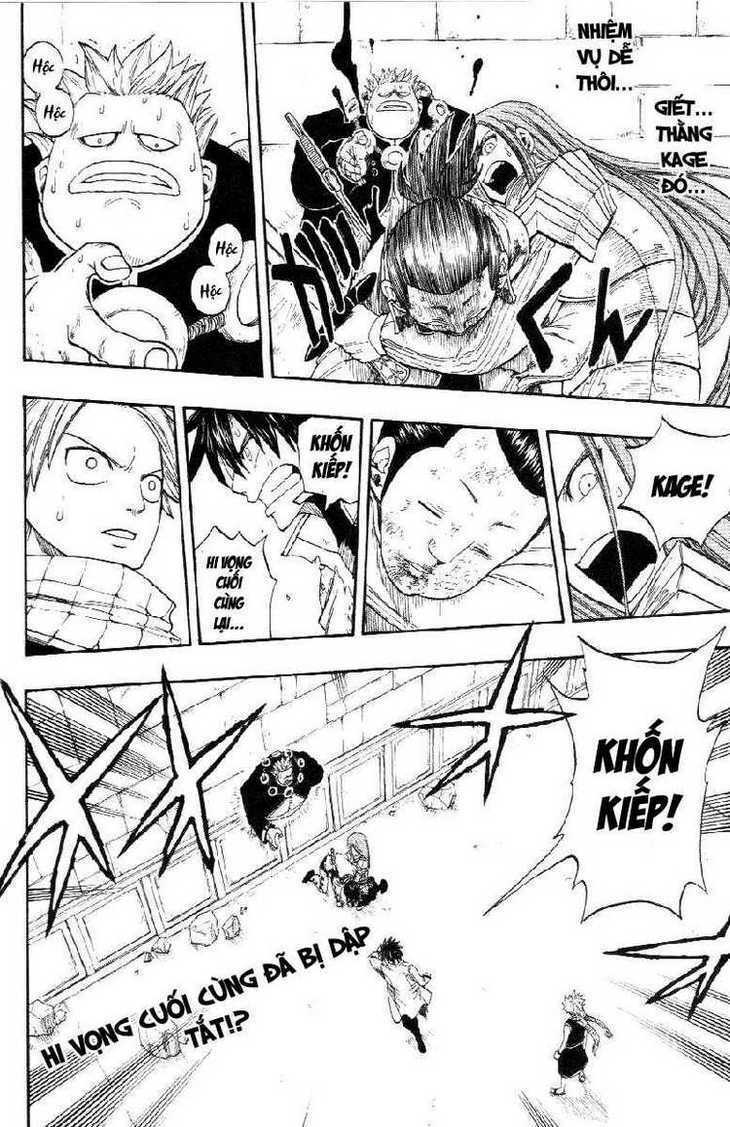 NHIỆM
VỤ DỄ
THÔI...
GIẾT...
THẰNG
KAGE
ĐÓ...
Hộc
Hộc
Hộc
Hộc
KHỐN
KIẾP!
HI VỌNG
CUỐI
CÙNG
LẠI...
KAGE!
KHỐN
KIẾP!
HI VỌNG CUỐI CÙNG ĐÃ BỊ DẬP
TẮT!?